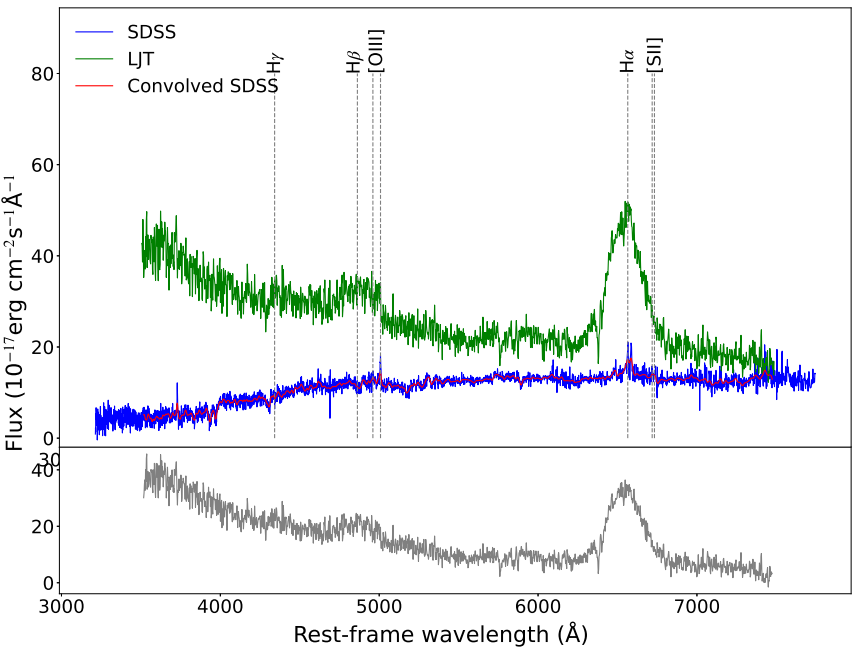 SDSS
LJT
Convolved SDSS
Hγ
Hβ
[OIII]
Hα
[SII]
80
60
40
20
0
Flux (10⁻¹⁷erg cm⁻²s⁻¹Å⁻¹
30
40
20
0
3000 4000 5000 6000 7000
Rest-frame wavelength (Å)